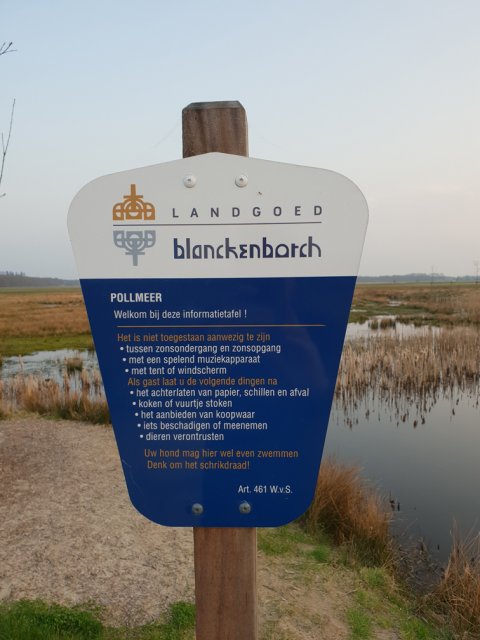 LANDGOED
blanckenborch
POLLMEER
Welkom bij deze informatietafel !
Het is niet toegestaan aanwezig te zijn
• tussen zonsondergang en zonsopgang
• met een spelend muziekapparaat
• met tent of windscherm
Als gast laat u de volgende dingen na
• het achterlaten van papier, schillen en afval
• koken of vuurtje stoken
• het aanbieden van koopwaar
• iets beschadigen of meenemen
• dieren verontrusten
Uw hond mag hier wel even zwemmen
Denk om het schrikdraad!
Art. 461 W.v.S.